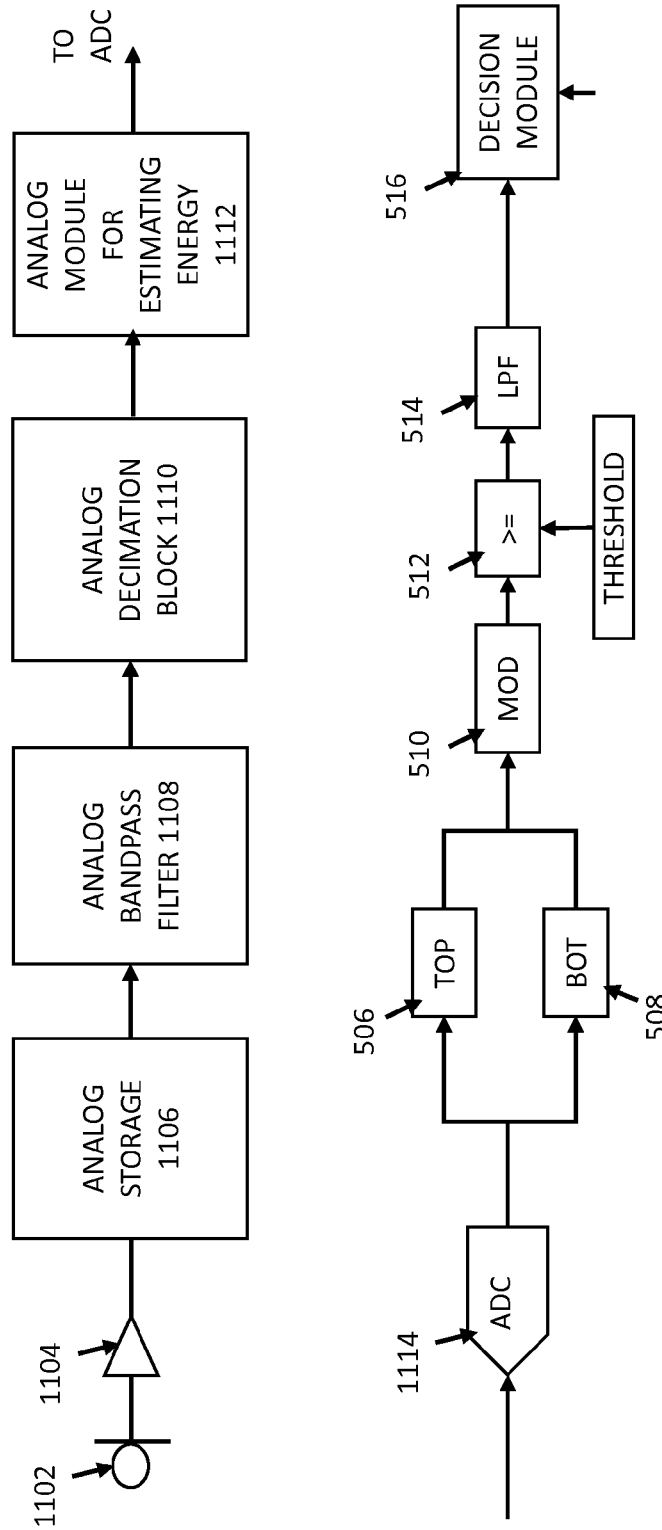 1102
1104
ANALOG
STORAGE
1106
ANALOG
BANDPASS
FILTER 1108
ANALOG
DECIMATION
BLOCK 1110
ANALOG
MODULE
FOR
ESTIMATING
ENERGY
1112
TO
ADC
1114
ADC
506
TOP
BOT
508
510
MOD
512
>=
THRESHOLD
514
LPF
516
DECISION
MODULE